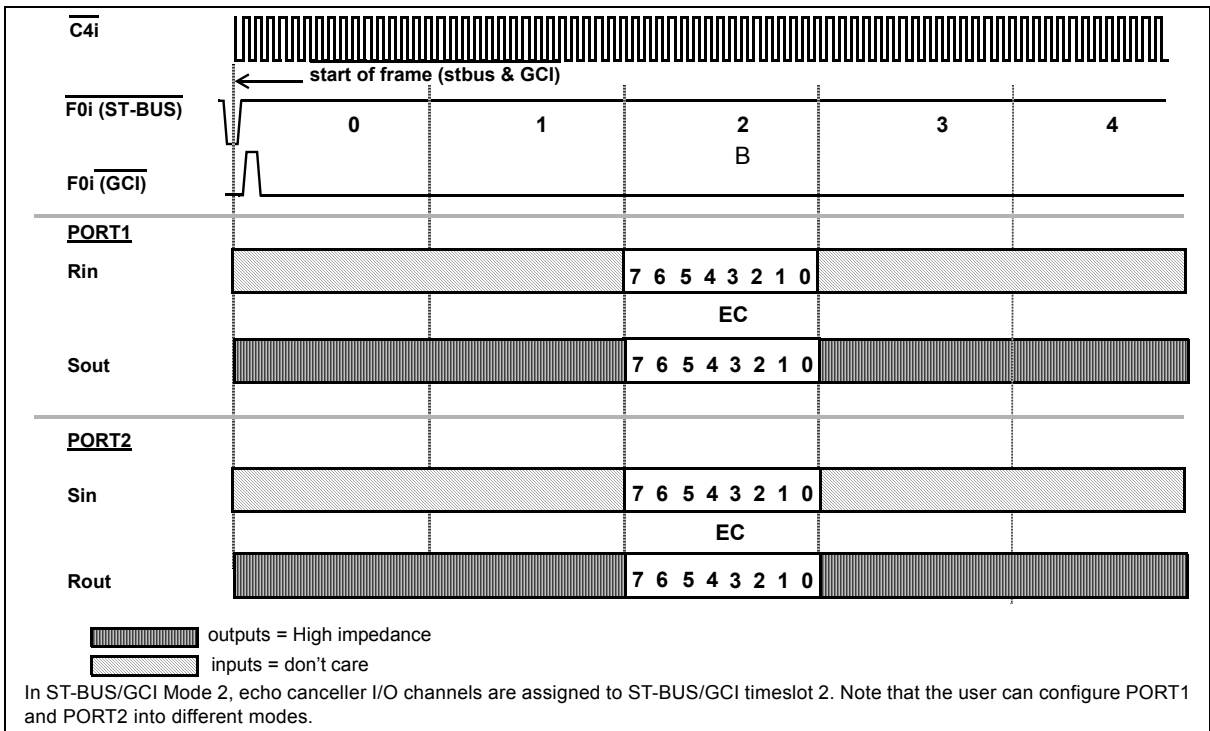 C4i
start of frame (stbus & GCI)
F0i (ST-BUS)
0 1 2 3 4
B
F0i (GCI)
PORT1
Rin
7 6 5 4 3 2 1 0
EC
Sout
7 6 5 4 3 2 1 0
PORT2
Sin
7 6 5 4 3 2 1 0
EC
Rout
7 6 5 4 3 2 1 0
outputs = High impedance
inputs = don't care
In ST-BUS/GCI Mode 2, echo canceller I/O channels are assigned to ST-BUS/GCI timeslot 2. Note that the user can configure PORT1
and PORT2 into different modes.